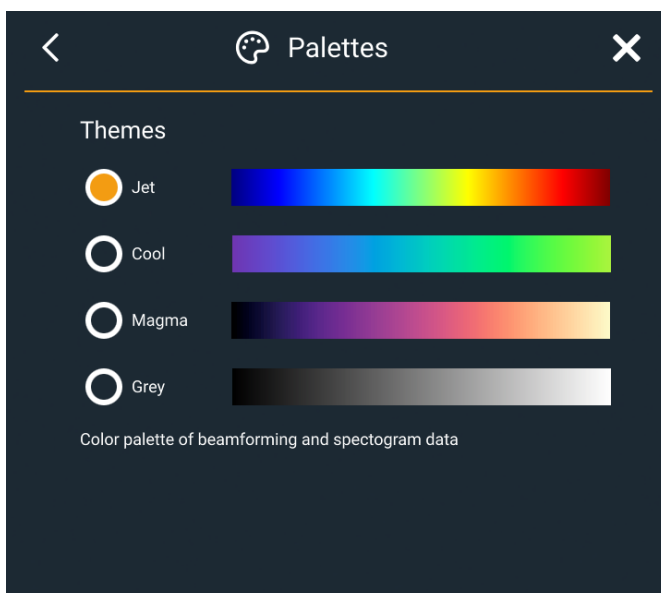 Palettes
Themes
Jet
Cool
Magma
Grey
Color palette of beamforming and spectogram data